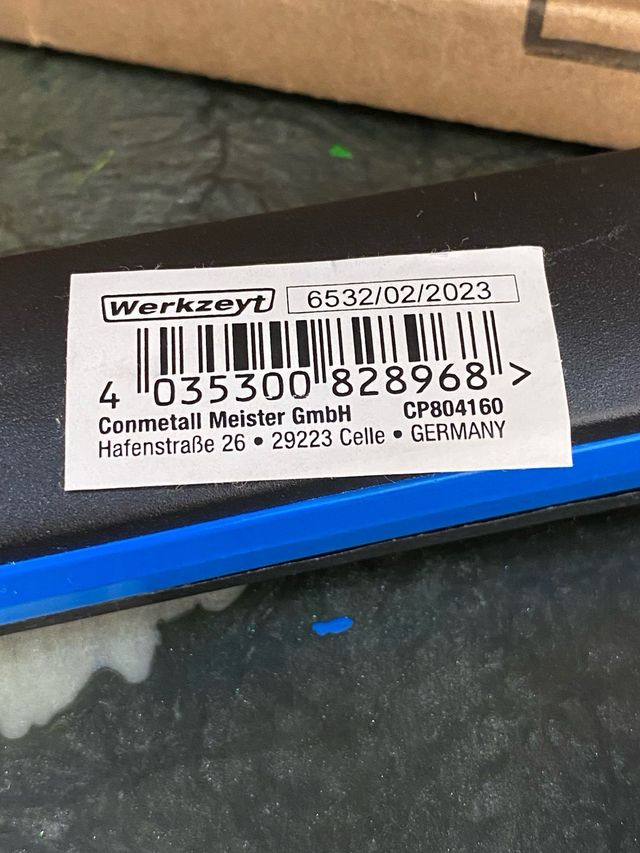 Werkzeyt 6532/02/2023
4 035300 828968 >
Conmetall Meister GmbH CP804160
Hafenstraße 26 • 29223 Celle • GERMANY